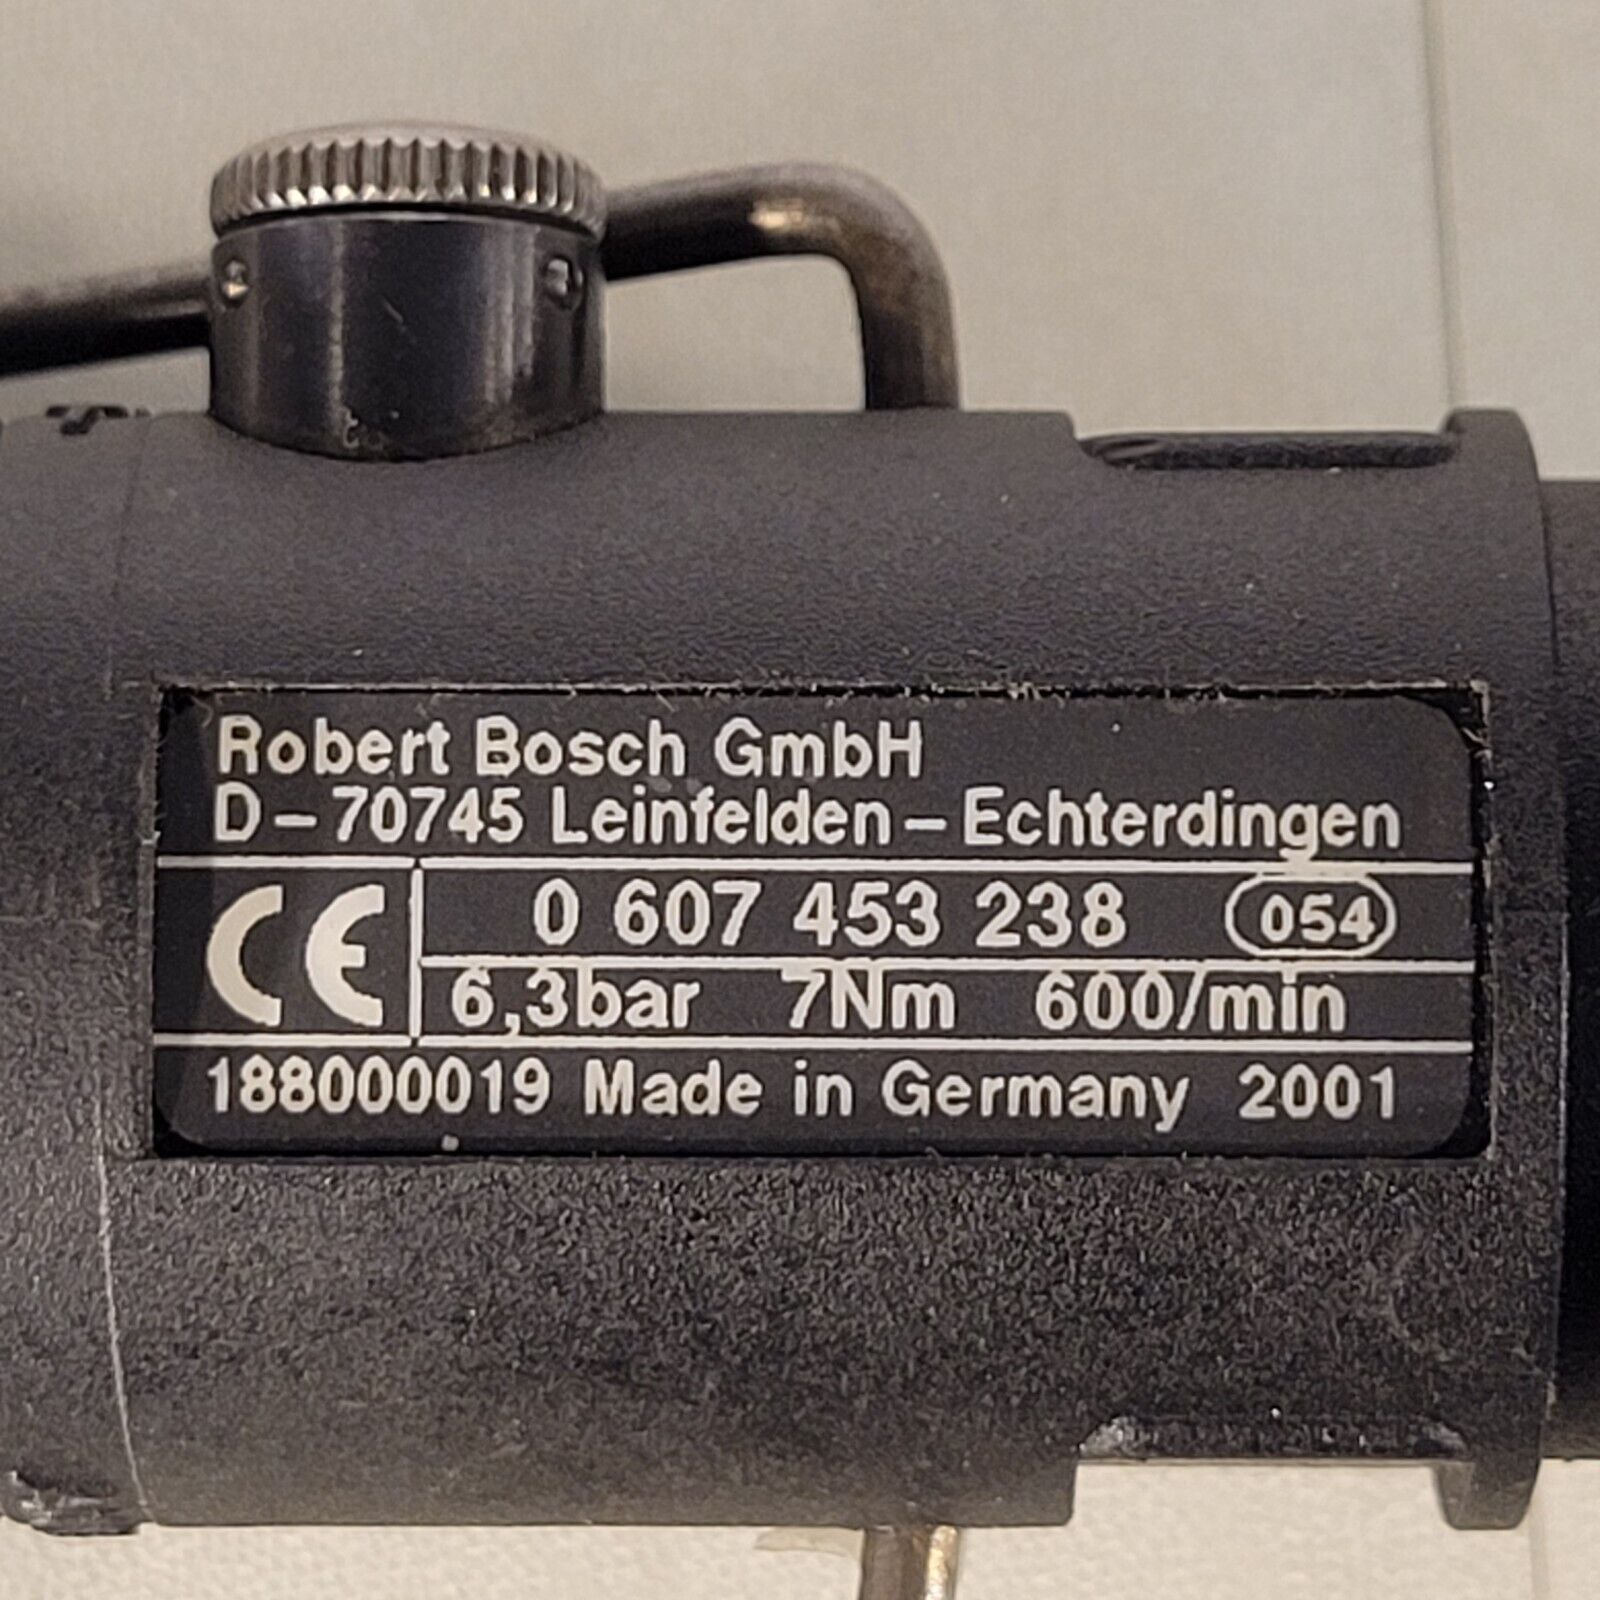 Robert Bosch GmbH
D-70745 Leinfelden-Echterdingen
CE 0 607 453 238 054
6,3bar 7Nm 600/min
188000019 Made in Germany 2001